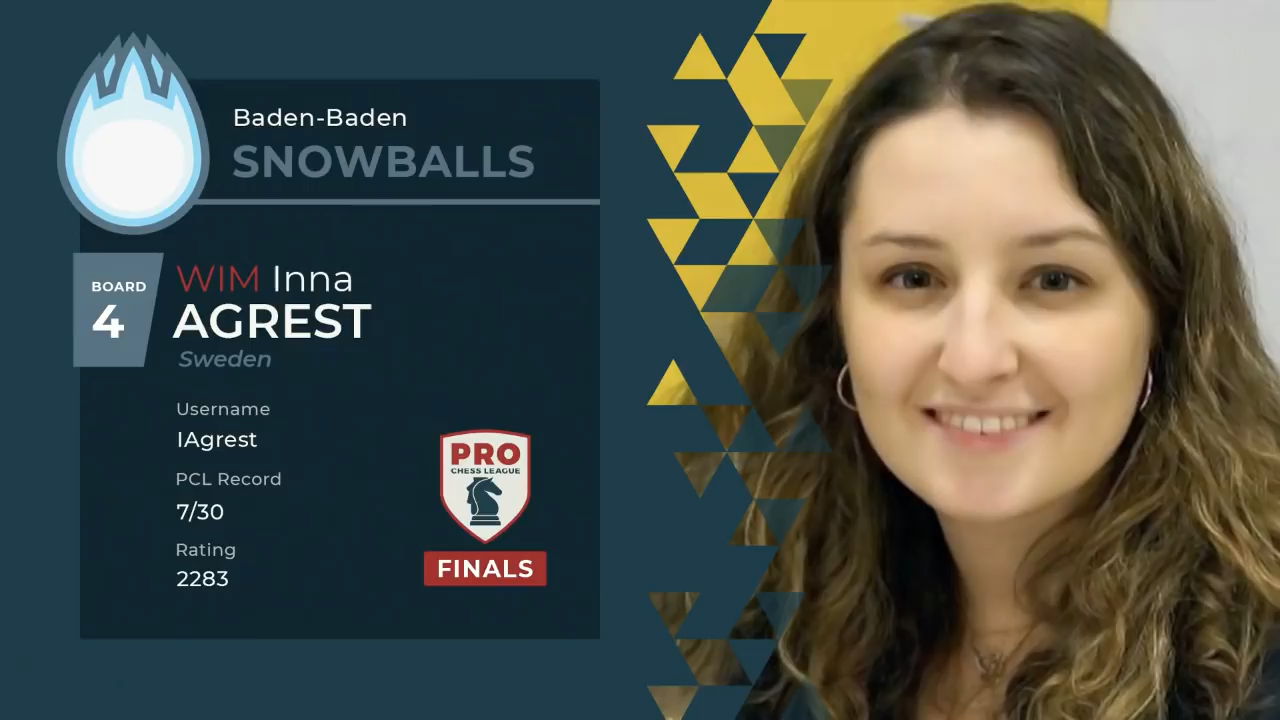 Baden-Baden
SNOWBALLS
BOARD
4
WIM Inna
AGREST
Sweden
Username
IAgrest
PCL Record
7/30
Rating
2283
PRO
CHESS LEAGUE
FINALS